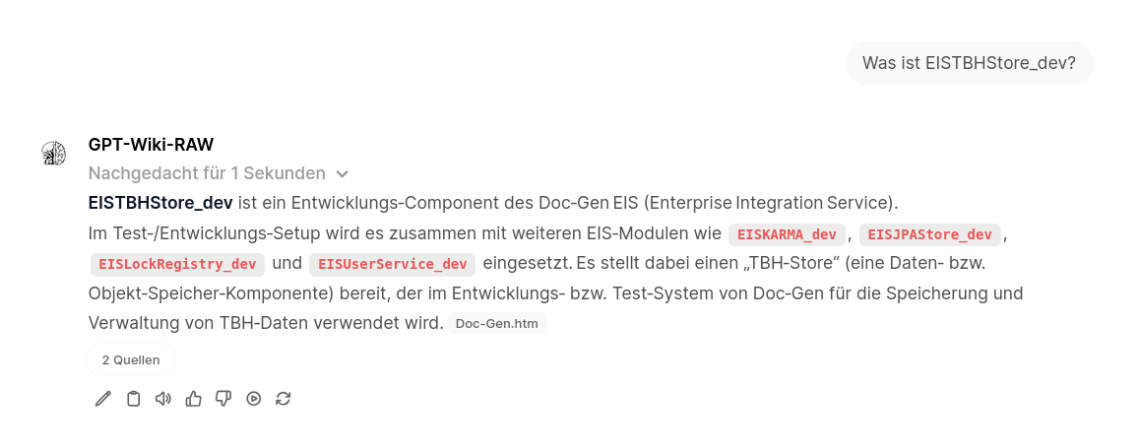 Was ist EISTBHStore_dev?
GPT-Wiki-RAW
Nachgedacht für 1 Sekunden
EISTBHStore_dev ist ein Entwicklungs-Component des Doc-Gen EIS (Enterprise Integration Service).
Im Test-/Entwicklungs-Setup wird es zusammen mit weiteren EIS-Modulen wie EISKARMA_dev, EISJPAStore_dev,
EISLockRegistry_dev und EISUserService_dev eingesetzt. Es stellt dabei einen „TBH-Store“ (eine Daten- bzw.
Objekt-Speicher-Komponente) bereit, der im Entwicklungs- bzw. Test-System von Doc-Gen für die Speicherung und
Verwaltung von TBH-Daten verwendet wird. Doc-Gen.htm
2 Quellen